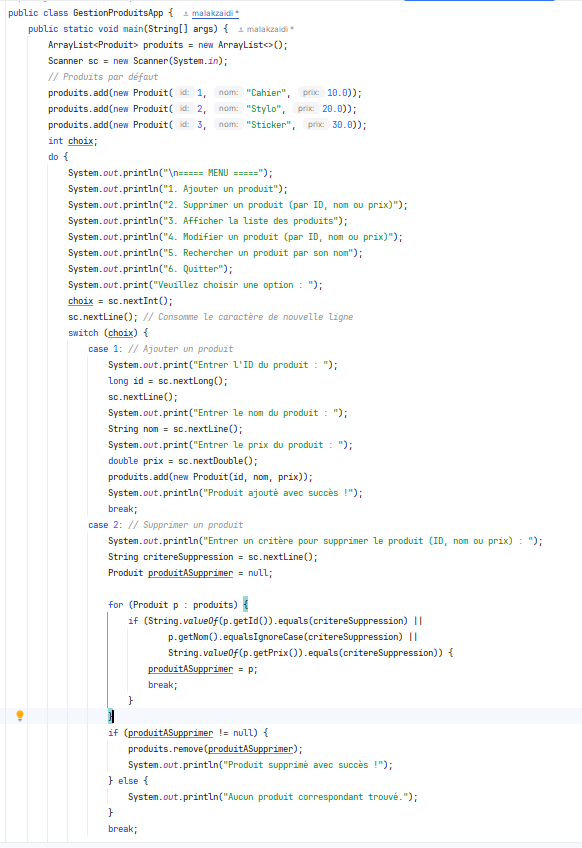 public class GestionProduitsApp { malakzaidi *
public static void main(String[] args) { malakzaidi *
ArrayList<Produit> produits = new ArrayList<>();
Scanner sc = new Scanner(System.in);
// Produits par défaut
produits.add(new Produit( id: 1, nom: "Cahier", prix: 10.0));
produits.add(new Produit( id: 2, nom: "Stylo", prix: 20.0));
produits.add(new Produit( id: 3, nom: "Sticker", prix: 30.0));
int choix;
do {
System.out.println("\n===== MENU =====");
System.out.println("1. Ajouter un produit");
System.out.println("2. Supprimer un produit (par ID, nom ou prix)");
System.out.println("3. Afficher la liste des produits");
System.out.println("4. Modifier un produit (par ID, nom ou prix)");
System.out.println("5. Rechercher un produit par son nom");
System.out.println("6. Quitter");
System.out.print("Veuillez choisir une option : ");
choix = sc.nextInt();
sc.nextLine(); // Consomme le caractère de nouvelle ligne
switch (choix) {
case 1: // Ajouter un produit
System.out.print("Entrer l'ID du produit : ");
long id = sc.nextLong();
sc.nextLine();
System.out.print("Entrer le nom du produit : ");
String nom = sc.nextLine();
System.out.print("Entrer le prix du produit : ");
double prix = sc.nextDouble();
produits.add(new Produit(id, nom, prix));
System.out.println("Produit ajouté avec succès !");
break;
case 2: // Supprimer un produit
System.out.println("Entrer un critère pour supprimer le produit (ID, nom ou prix) : ");
String critereSuppression = sc.nextLine();
Produit produitASupprimer = null;
for (Produit p : produits) {
if (String.valueOf(p.getId()).equals(critereSuppression) ||
p.getNom().equalsIgnoreCase(critereSuppression) ||
String.valueOf(p.getPrix()).equals(critereSuppression)) {
produitASupprimer = p;
break;
}
}
if (produitASupprimer != null) {
produits.remove(produitASupprimer);
System.out.println("Produit supprimé avec succès !");
} else {
System.out.println("Aucun produit correspondant trouvé.");
}
break;